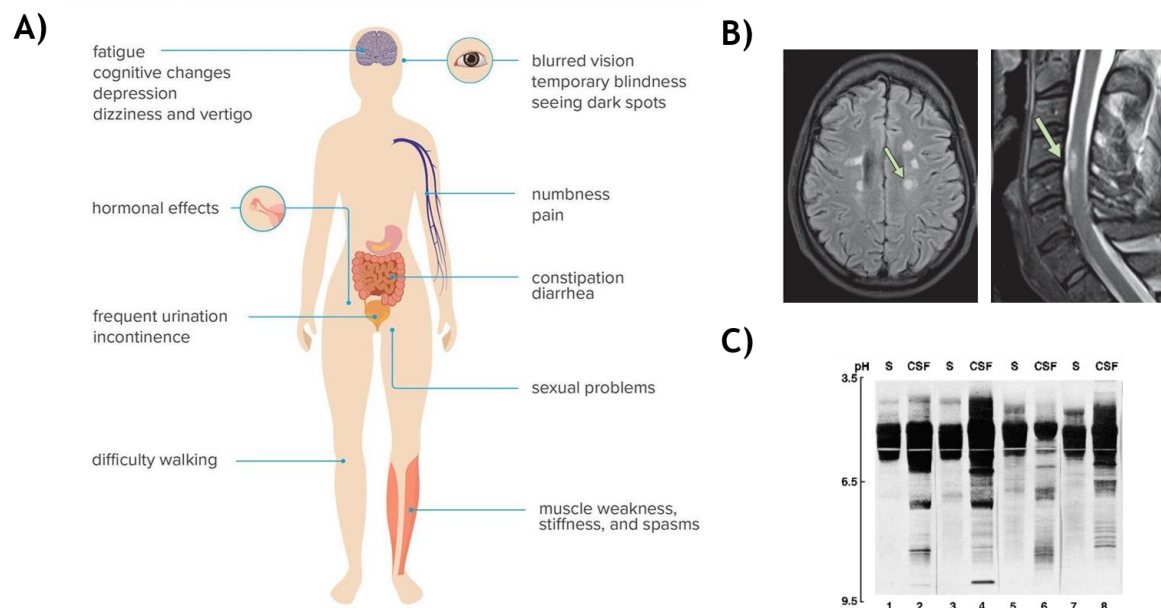 A)
fatigue
cognitive changes
depression
dizziness and vertigo
blurred vision
temporary blindness
seeing dark spots
hormonal effects
numbness
pain
constipation
diarrhea
frequent urination
incontinence
sexual problems
difficulty walking
muscle weakness,
stiffness, and spasms
B)
C)
pH S CSF S CSF S CSF S CSF
3.5
6.5
9.5
1 2 3 4 5 6 7 8